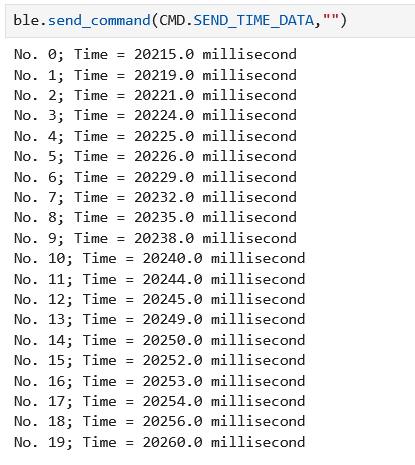 ble.send_command(CMD.SEND_TIME_DATA,"")
No. 0; Time = 20215.0 millisecond
No. 1; Time = 20219.0 millisecond
No. 2; Time = 20221.0 millisecond
No. 3; Time = 20224.0 millisecond
No. 4; Time = 20225.0 millisecond
No. 5; Time = 20226.0 millisecond
No. 6; Time = 20229.0 millisecond
No. 7; Time = 20232.0 millisecond
No. 8; Time = 20235.0 millisecond
No. 9; Time = 20238.0 millisecond
No. 10; Time = 20240.0 millisecond
No. 11; Time = 20244.0 millisecond
No. 12; Time = 20245.0 millisecond
No. 13; Time = 20249.0 millisecond
No. 14; Time = 20250.0 millisecond
No. 15; Time = 20252.0 millisecond
No. 16; Time = 20253.0 millisecond
No. 17; Time = 20254.0 millisecond
No. 18; Time = 20256.0 millisecond
No. 19; Time = 20260.0 millisecond